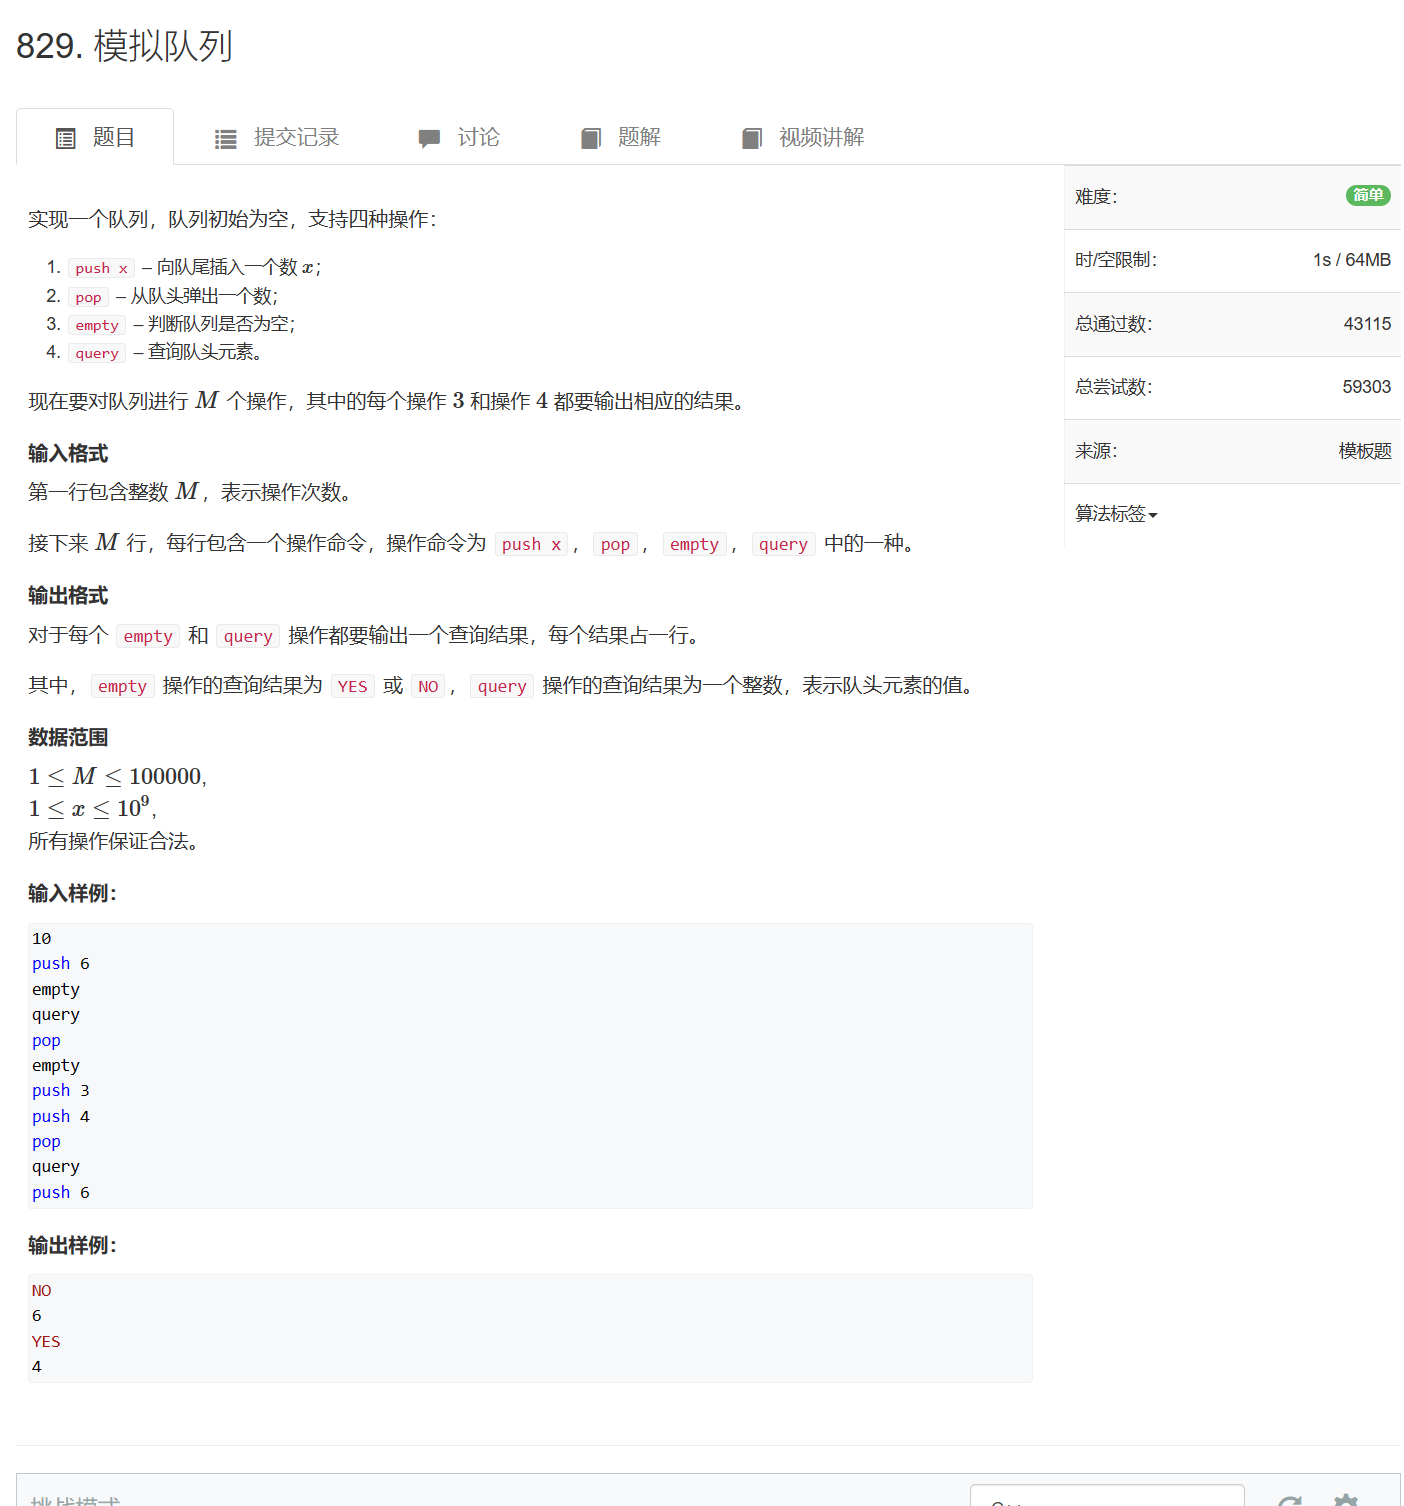 829. 模拟队列
题目 提交记录 讨论 题解 视频讲解
实现一个队列，队列初始为空，支持四种操作：
1. push x – 向队尾插入一个数 x；
2. pop – 从队头弹出一个数；
3. empty – 判断队列是否为空；
4. query – 查询队头元素。
现在要对队列进行 M 个操作，其中的每个操作 3 和操作 4 都要输出相应的结果。
输入格式
第一行包含整数 M，表示操作次数。
接下来 M 行，每行包含一个操作命令，操作命令为 push x，pop，empty，query 中的一种。
输出格式
对于每个 empty 和 query 操作都要输出一个查询结果，每个结果占一行。
其中，empty 操作的查询结果为 YES 或 NO，query 操作的查询结果为一个整数，表示队头元素的值。
数据范围
1 ≤ M ≤ 100000,
1 ≤ x ≤ 10⁹,
所有操作保证合法。
输入样例：
10
push 6
empty
query
pop
empty
push 3
push 4
pop
query
push 6
输出样例：
NO
6
YES
4
难度： 简单
时/空限制： 1s / 64MB
总通过数： 43115
总尝试数： 59303
来源： 模板题
算法标签
挑战模式